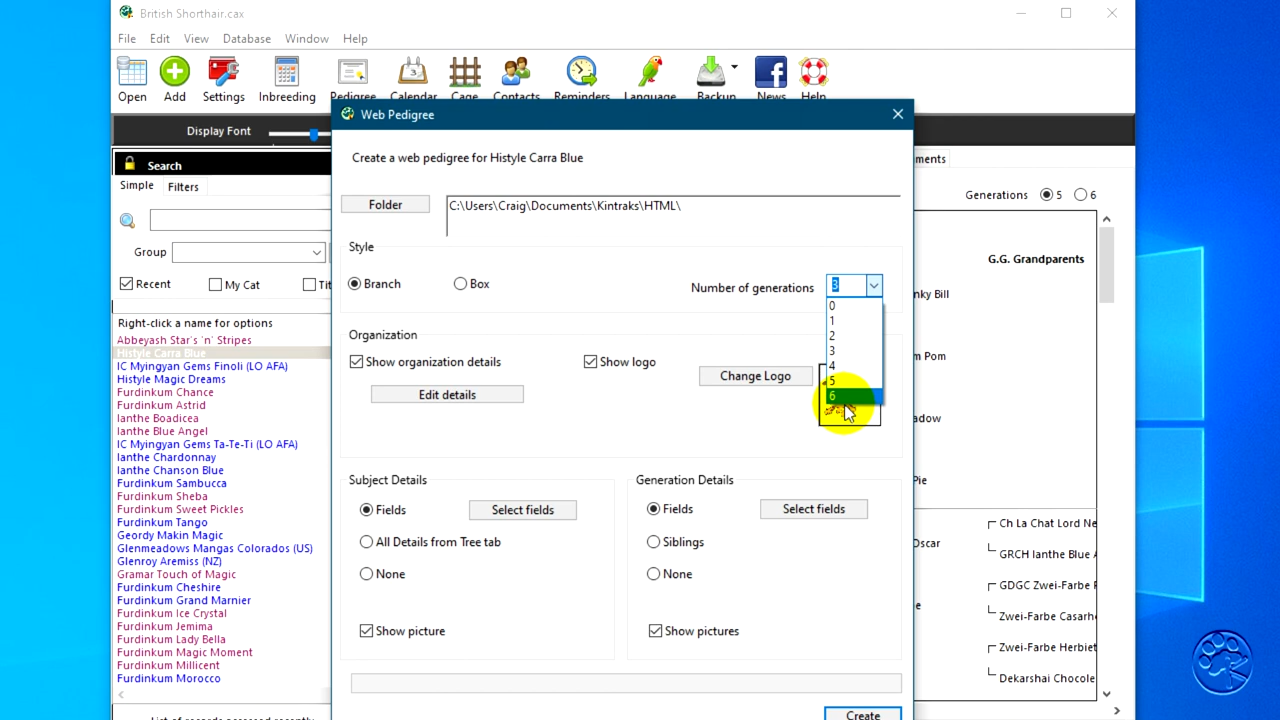 British Shorthair.cax
File Edit View Database Window Help
Open Add Settings Inbreeding Pedigree Calendar Cage Contacts Reminders Language Backup News Help
Web Pedigree
Display Font
Create a web pedigree for Histyle Carra Blue
Search
Simple Filters
Generations 5 6
Folder C:\Users\Craig\Documents\Kintraks\HTML\
Group
Style
G.G. Grandparents
Recent My Cat
Branch Box Number of generations 3
0
1
2
3
4
5
6
Organization
Show organization details Show logo
Change Logo
Edit details
Right-click a name for options
Abbeyash Star's 'n' Stripes
Histyle Carra Blue
IC Myingyan Gems Finoli (LO AFA)
Histyle Magic Dreams
Furdinkum Chance
Furdinkum Astrid
Ianthe Boadicea
Ianthe Blue Angel
IC Myingyan Gems Ta-Te-Ti (LO AFA)
Ianthe Chardonnay
Ianthe Chanson Blue
Furdinkum Sambucca
Furdinkum Sheba
Furdinkum Sweet Pickles
Furdinkum Tango
Geordy Makin Magic
Glenmeadows Mangas Colorados (US)
Glenroy Aremiss (NZ)
Gramar Touch of Magic
Furdinkum Cheshire
Furdinkum Grand Marnier
Furdinkum Ice Crystal
Furdinkum Jemima
Furdinkum Lady Bella
Furdinkum Magic Moment
Furdinkum Millicent
Furdinkum Morocco
Subject Details
Fields Select fields
All Details from Tree tab
None
Show picture
Generation Details
Fields Select fields
Siblings
None
Show pictures
Create
nky Bill
m Pom
adow
Pie
Oscar
Ch La Chat Lord Ne
GRCH Ianthe Blue
GDGC Zwei-Farbe
Zwei-Farbe Casarh
Zwei-Farbe Herbiet
Dekarshai Chocole
List of records accessed recently